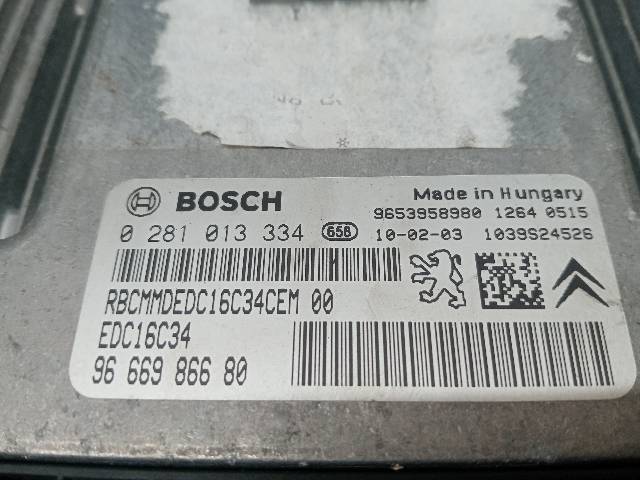 BOSCH
Made in Hungary
9653958980 1264 0515
0 281 013 334 656 10-02-03 1039S24526
RBCMMDEDC16C34CEM 00
EDC16C34
96 669 866 80